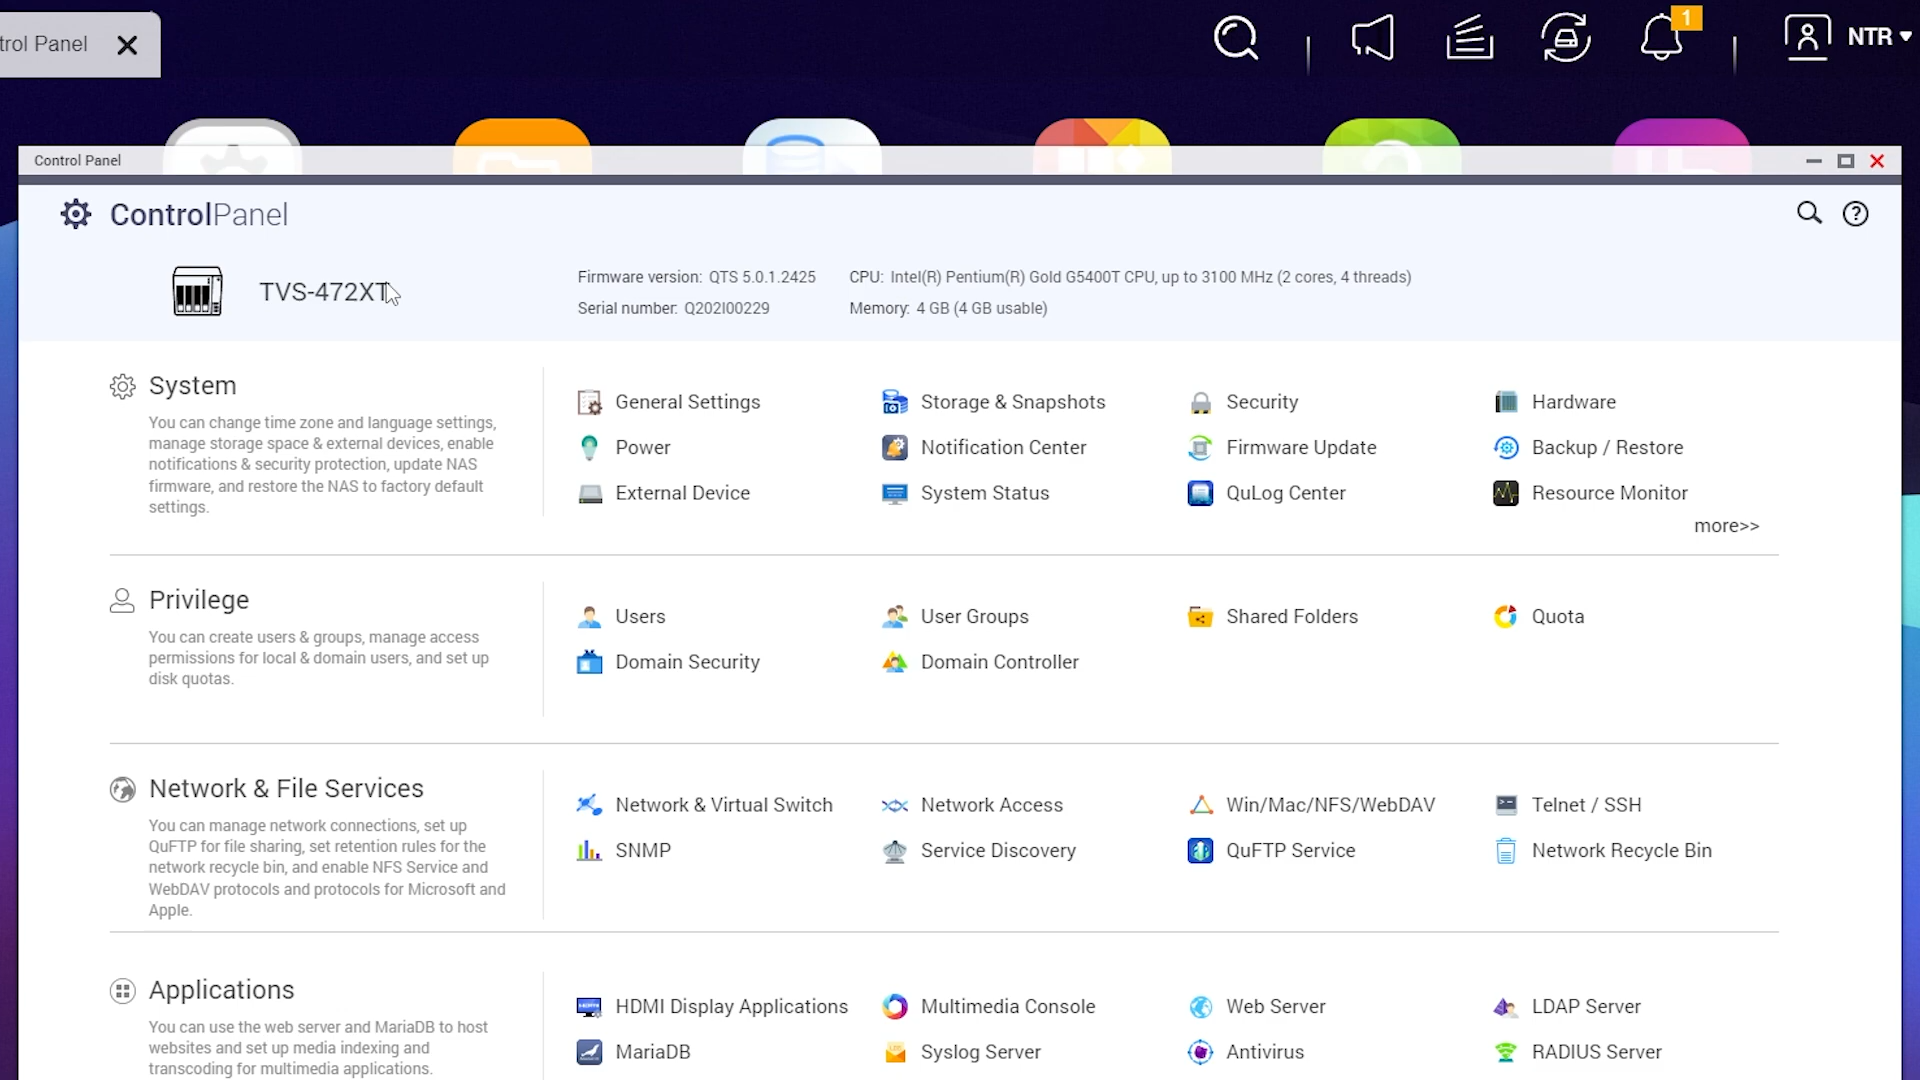 trol Panel
1
NTR
Control Panel
ControlPanel
TVS-472XT
Firmware version: QTS 5.0.1.2425
CPU: Intel(R) Pentium(R) Gold G5400T CPU, up to 3100 MHz (2 cores, 4 threads)
Serial number: Q202I00229
Memory: 4 GB (4 GB usable)
System
You can change time zone and language settings,
manage storage space & external devices, enable
notifications & security protection, update NAS
firmware, and restore the NAS to factory default
settings.
General Settings
Storage & Snapshots
Security
Hardware
Power
Notification Center
Firmware Update
Backup / Restore
External Device
System Status
QuLog Center
Resource Monitor
more>>
Privilege
You can create users & groups, manage access
permissions for local & domain users, and set up
disk quotas.
Users
User Groups
Shared Folders
Quota
Domain Security
Domain Controller
Network & File Services
You can manage network connections, set up
QuFTP for file sharing, set retention rules for the
network recycle bin, and enable NFS Service and
WebDAV protocols and protocols for Microsoft and
Apple.
Network & Virtual Switch
Network Access
Win/Mac/NFS/WebDAV
Telnet / SSH
SNMP
Service Discovery
QuFTP Service
Network Recycle Bin
Applications
You can use the web server and MariaDB to host
websites and set up media indexing and
transcoding for multimedia applications.
HDMI Display Applications
Multimedia Console
Web Server
LDAP Server
MariaDB
Syslog Server
Antivirus
RADIUS Server